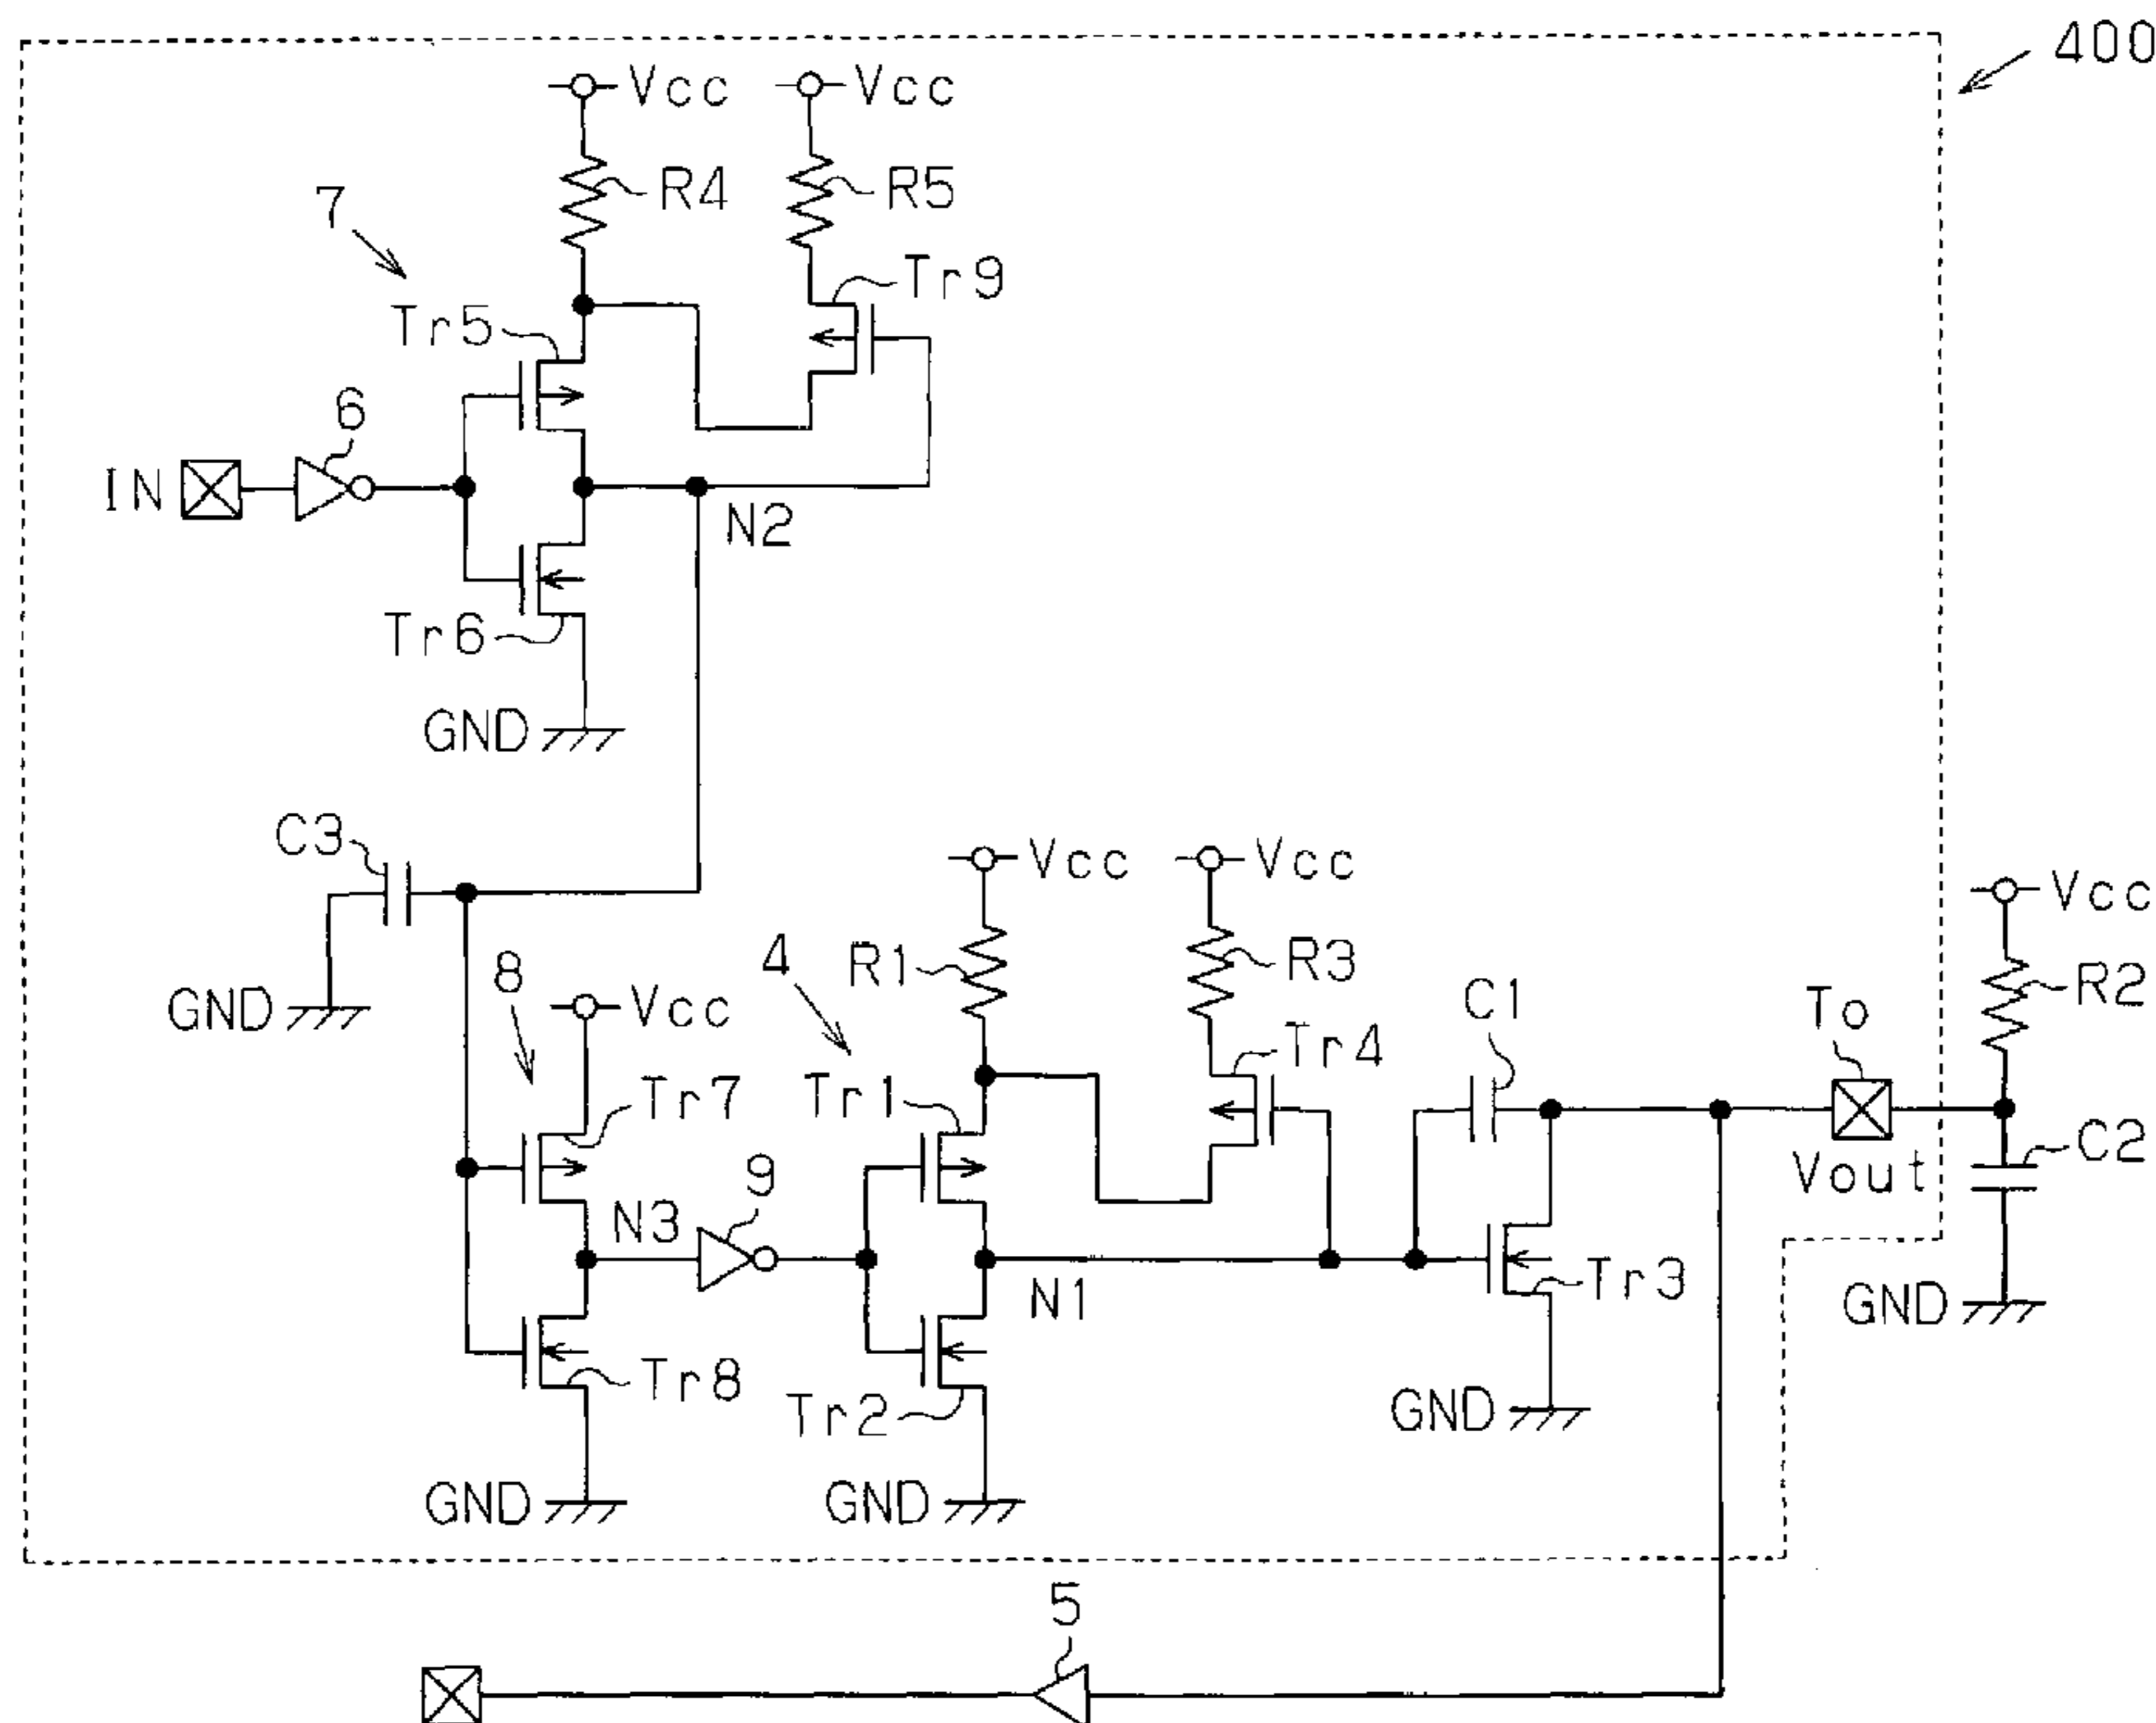 400
Vcc Vcc
R4 R5
7
Tr9
Tr5
6
IN
N2
Tr6
GND
C3
Vcc Vcc
Vcc
R1 R3
4
8
R2
C1
To
GND
Vcc
Tr4
Tr7 Tr1
C2
Vout
9
N3
Tr3
N1
GND
Tr8
Tr2
GND
GND GND
5